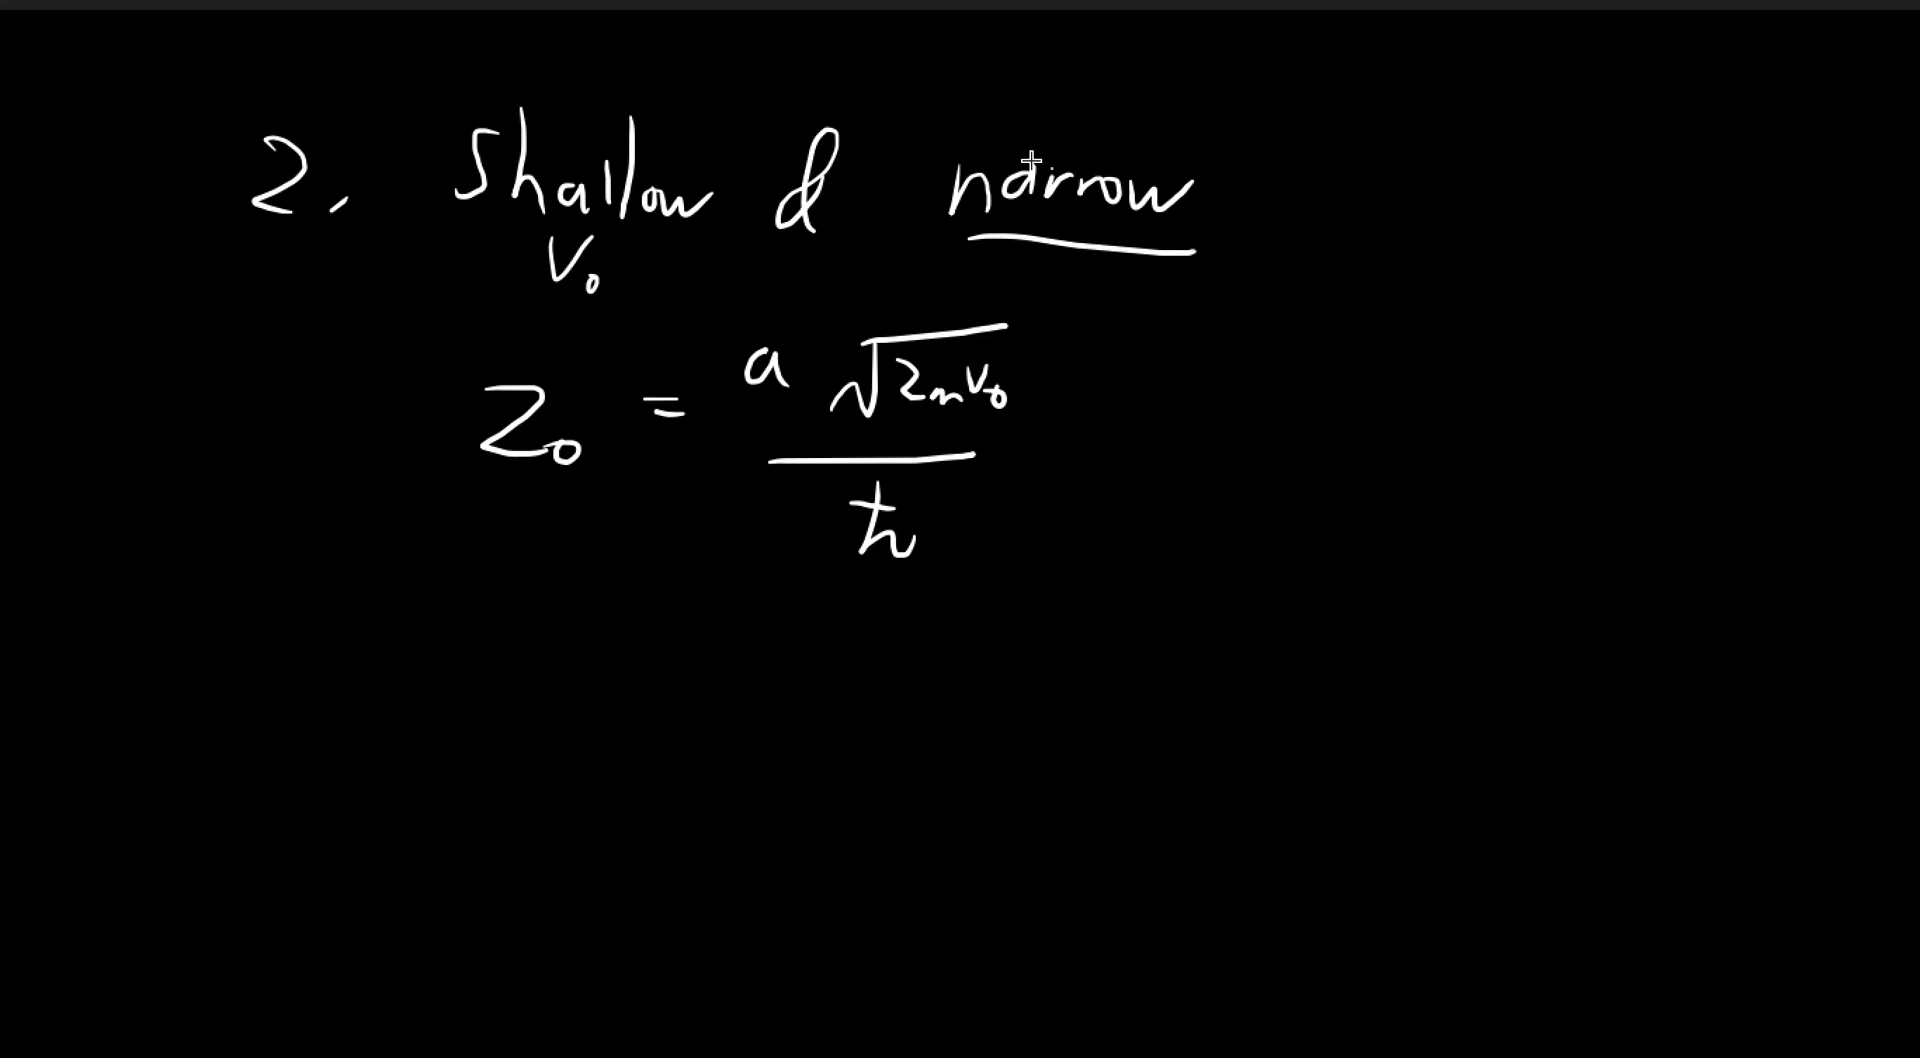 2. Shallow & narrow
V₀
Z₀ = a √2mV₀ / ħ